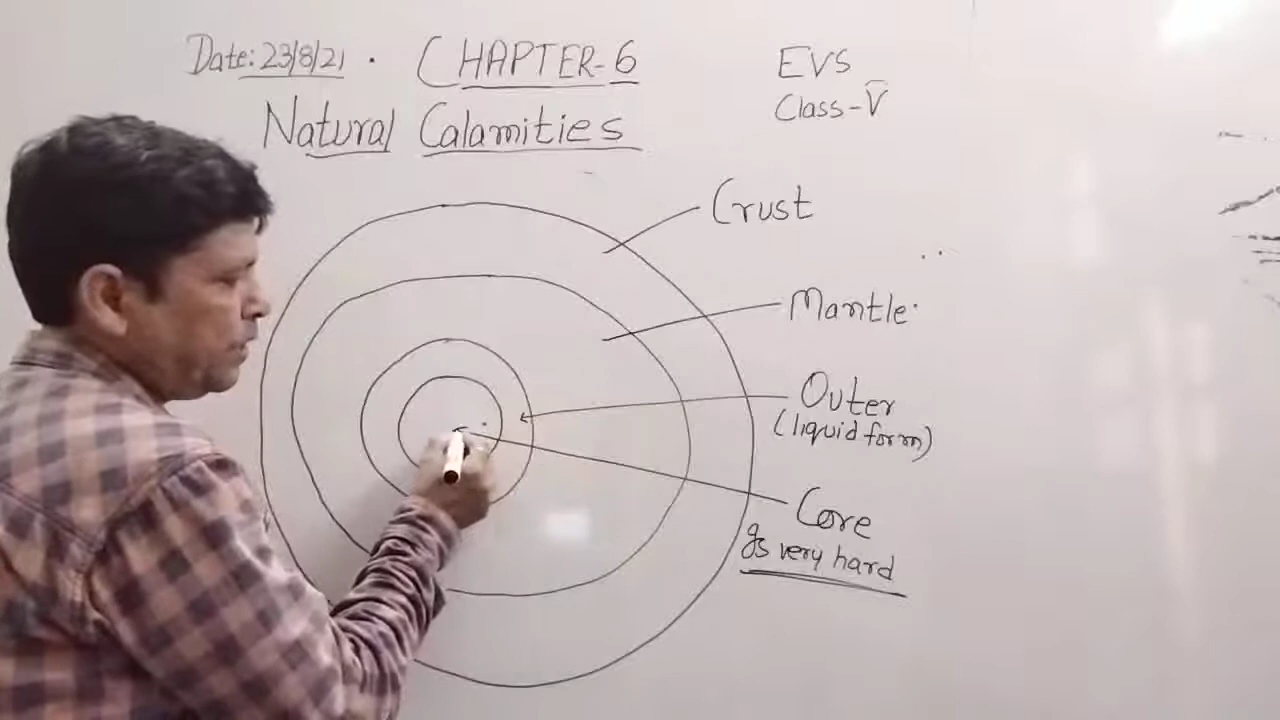 Date: 23/8/21 . CHAPTER-6
Natural Calamities
EVS
Class-V
Crust
Mantle.
Outer
(liquid form)
Core
Is very hard